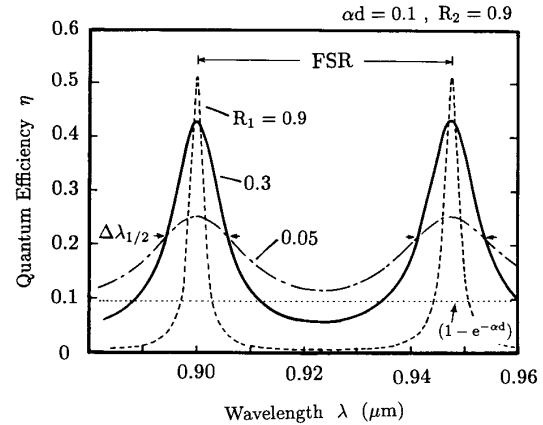 αd = 0.1 , R₂ = 0.9
0.6
0.5
0.4
0.3
0.2
0.1
0
Quantum Efficiency η
FSR
R₁ = 0.9
0.3
0.05
Δλ₁/₂
(1 − e^−αd)
0.90
0.92
0.94
0.96
Wavelength λ (μm)